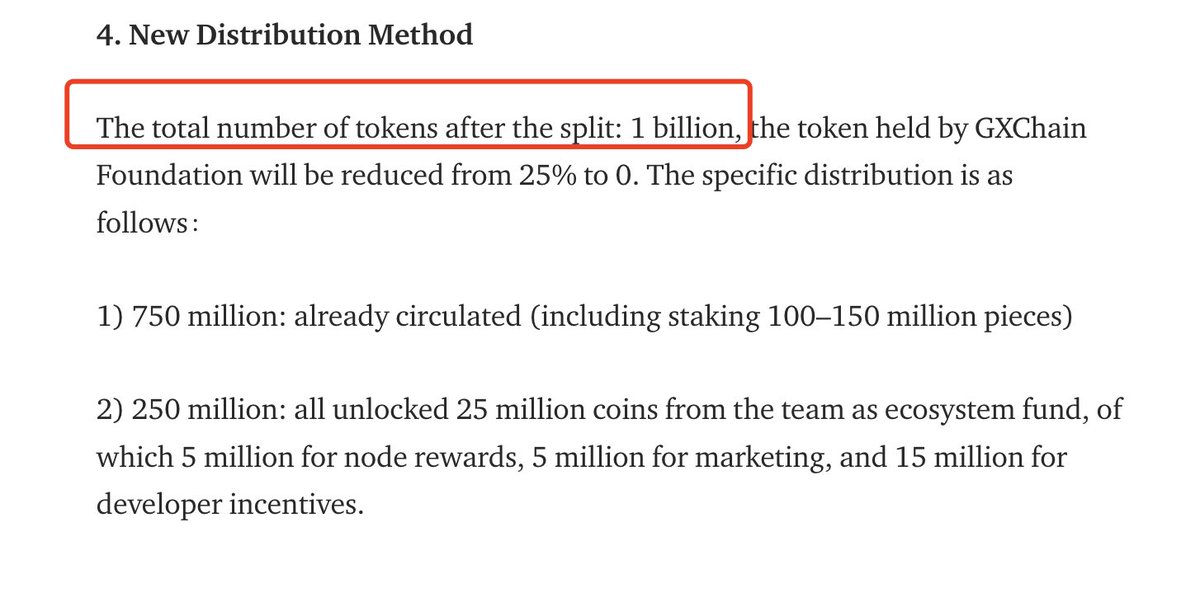 4. New Distribution Method
The total number of tokens after the split: 1 billion, the token held by GXChain
Foundation will be reduced from 25% to 0. The specific distribution is as
follows:
1) 750 million: already circulated (including staking 100–150 million pieces)
2) 250 million: all unlocked 25 million coins from the team as ecosystem fund, of
which 5 million for node rewards, 5 million for marketing, and 15 million for
developer incentives.